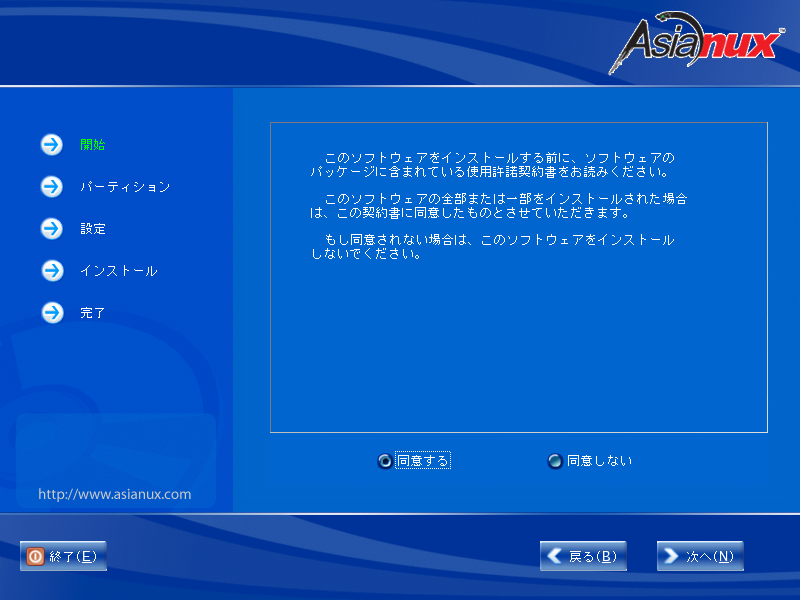 Asianux™
開始
パーティション
設定
インストール
完了
http://www.asianux.com
このソフトウェアをインストールする前に、ソフトウェアの
パッケージに含まれている使用許諾契約書をお読みください。
このソフトウェアの全部または一部をインストールされた場合
は、この契約書に同意したものとさせていただきます。
もし同意されない場合は、このソフトウェアをインストール
しないでください。
同意する
同意しない
終了(E)
戻る(B)
次へ(N)